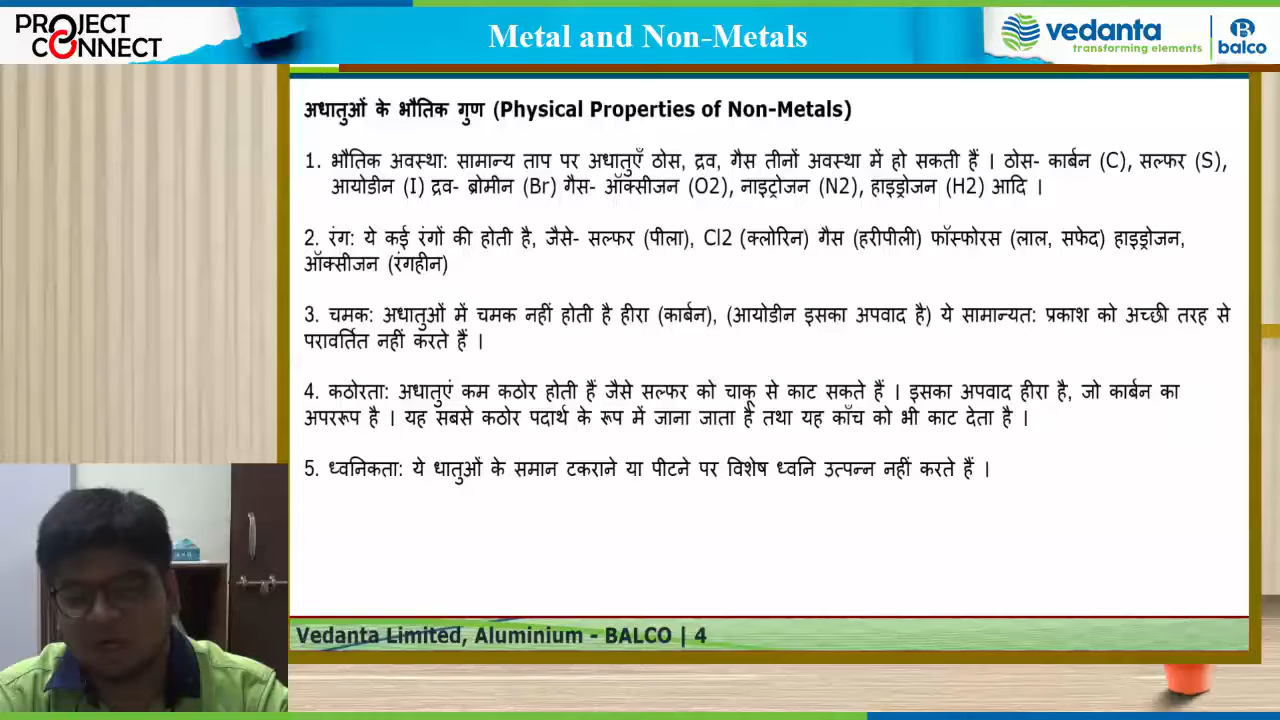 PROJECT
CONNECT
Metal and Non-Metals
vedanta
transforming elements
balco
अधातुओं के भौतिक गुण (Physical Properties of Non-Metals)
1. भौतिक अवस्था: सामान्य ताप पर अधातुएँ ठोस, द्रव, गैस तीनों अवस्था में हो सकती हैं । ठोस- कार्बन (C), सल्फर (S),
आयोडीन (I) द्रव- ब्रोमीन (Br) गैस- ऑक्सीजन (O2), नाइट्रोजन (N2), हाइड्रोजन (H2) आदि ।
2. रंग: ये कई रंगों की होती है, जैसे- सल्फर (पीला), Cl2 (क्लोरिन) गैस (हरीपीली) फॉस्फोरस (लाल, सफेद) हाइड्रोजन,
ऑक्सीजन (रंगहीन)
3. चमक: अधातुओं में चमक नहीं होती है हीरा (कार्बन), (आयोडीन इसका अपवाद है) ये सामान्यत: प्रकाश को अच्छी तरह से
परावर्तित नहीं करते हैं ।
4. कठोरता: अधातुएं कम कठोर होती हैं जैसे सल्फर को चाकू से काट सकते हैं । इसका अपवाद हीरा है, जो कार्बन का
अपररूप है । यह सबसे कठोर पदार्थ के रूप में जाना जाता है तथा यह काँच को भी काट देता है ।
5. ध्वनिकता: ये धातुओं के समान टकराने या पीटने पर विशेष ध्वनि उत्पन्न नहीं करते हैं ।
Vedanta Limited, Aluminium - BALCO | 4